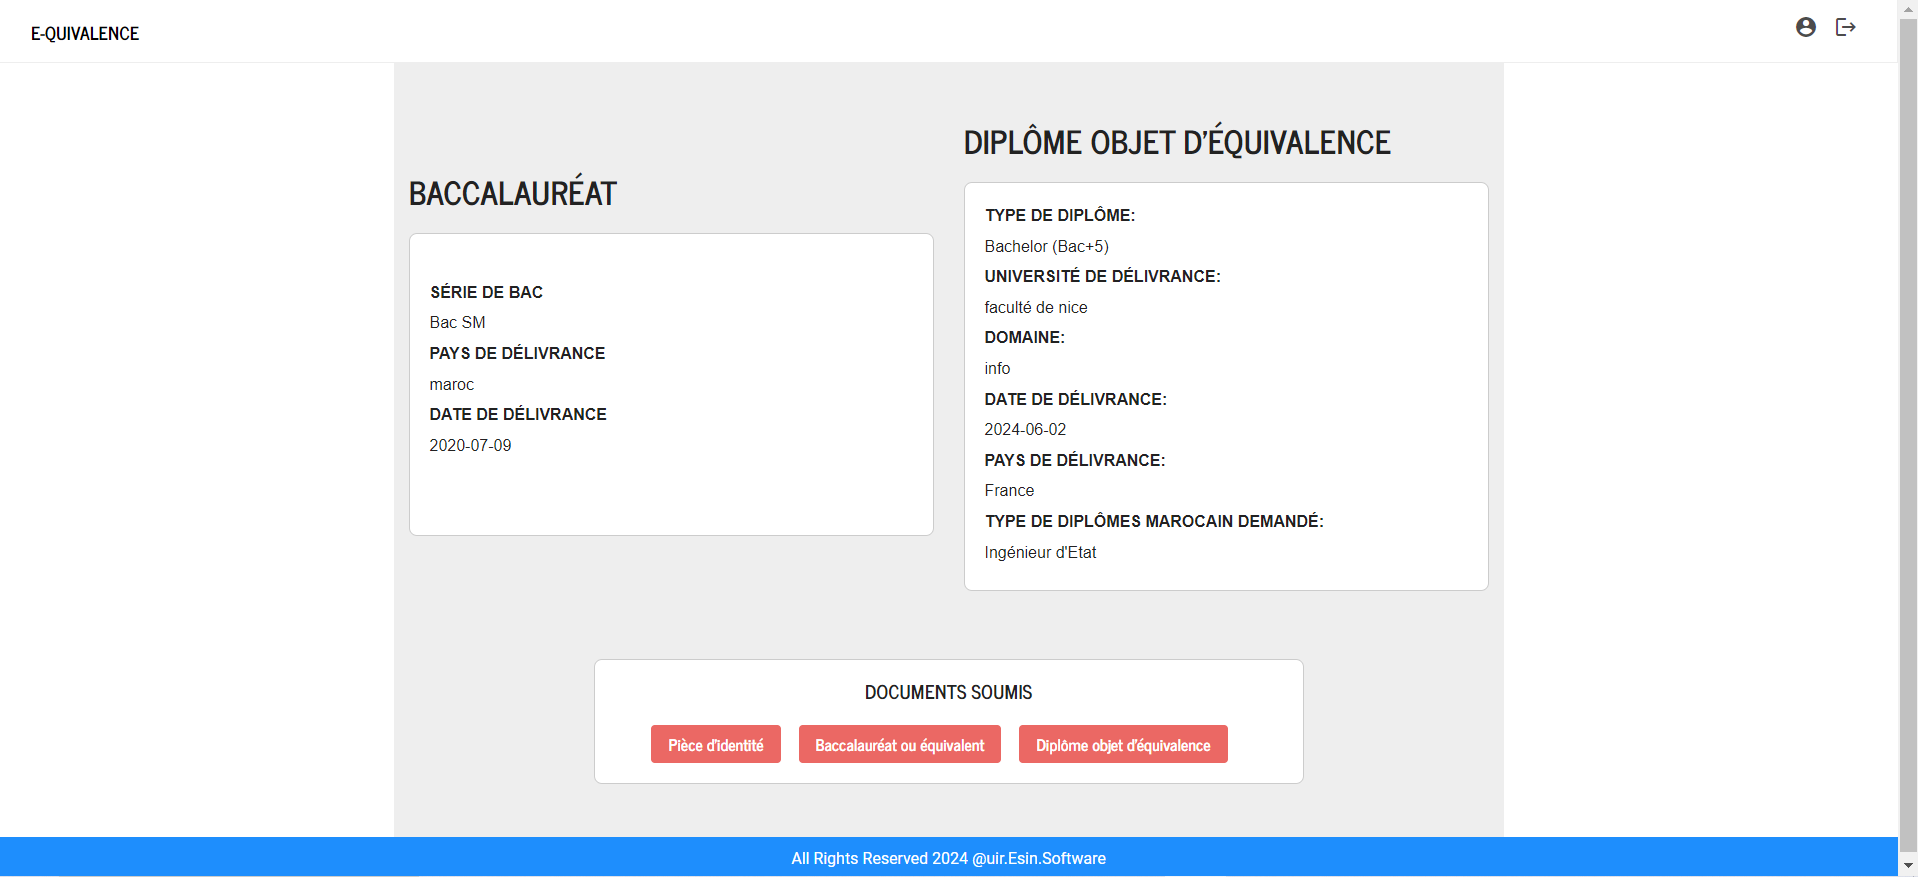 E-QUIVALENCE
BACCALAURÉAT
SÉRIE DE BAC
Bac SM
PAYS DE DÉLIVRANCE
maroc
DATE DE DÉLIVRANCE
2020-07-09
DIPLÔME OBJET D'ÉQUIVALENCE
TYPE DE DIPLÔME:
Bachelor (Bac+5)
UNIVERSITÉ DE DÉLIVRANCE:
faculté de nice
DOMAINE:
info
DATE DE DÉLIVRANCE:
2024-06-02
PAYS DE DÉLIVRANCE:
France
TYPE DE DIPLÔMES MAROCAIN DEMANDÉ:
Ingénieur d'Etat
DOCUMENTS SOUMIS
Pièce d'identité
Baccalauréat ou équivalent
Diplôme objet d'équivalence
All Rights Reserved 2024 @uir.Esin.Software